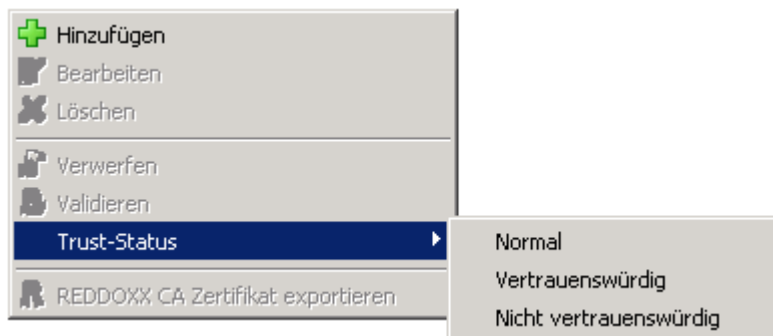 Hinzufügen
Bearbeiten
Löschen
Verwerfen
Validieren
Trust-Status
Normal
Vertrauenswürdig
Nicht vertrauenswürdig
REDDOXX CA Zertifikat exportieren